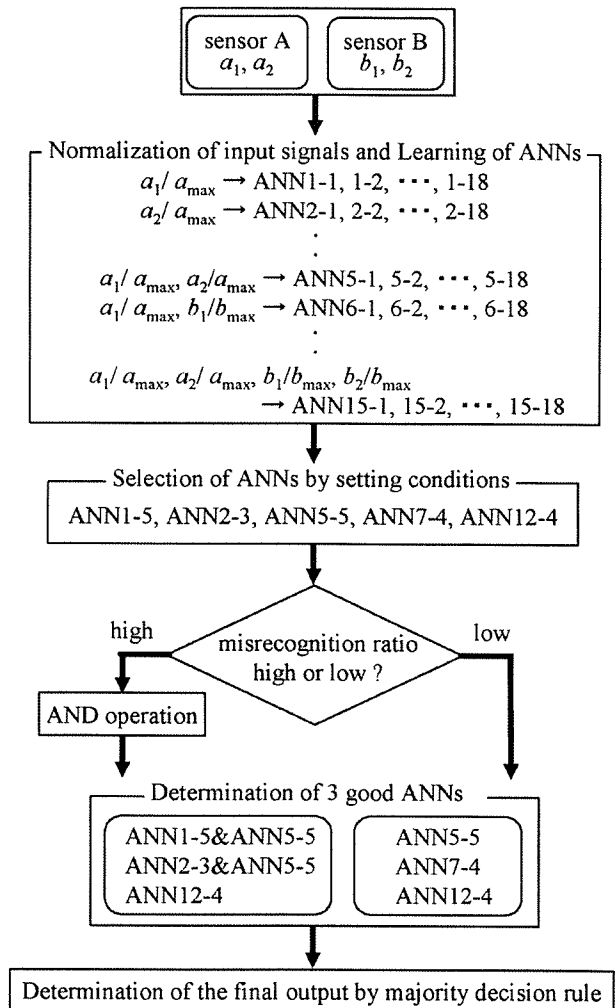 sensor A
a1, a2
sensor B
b1, b2
Normalization of input signals and Learning of ANNs
a1/ amax → ANN1-1, 1-2, ···, 1-18
a2/ amax → ANN2-1, 2-2, ···, 2-18
·
·
a1/ amax, a2/amax → ANN5-1, 5-2, ···, 5-18
a1/ amax, b1/bmax → ANN6-1, 6-2, ···, 6-18
·
·
a1/ amax, a2/ amax, b1/bmax, b2/bmax
→ ANN15-1, 15-2, ···, 15-18
Selection of ANNs by setting conditions
ANN1-5, ANN2-3, ANN5-5, ANN7-4, ANN12-4
high
misrecognition ratio
high or low ?
low
AND operation
Determination of 3 good ANNs
ANN1-5&ANN5-5
ANN2-3&ANN5-5
ANN12-4
ANN5-5
ANN7-4
ANN12-4
Determination of the final output by majority decision rule